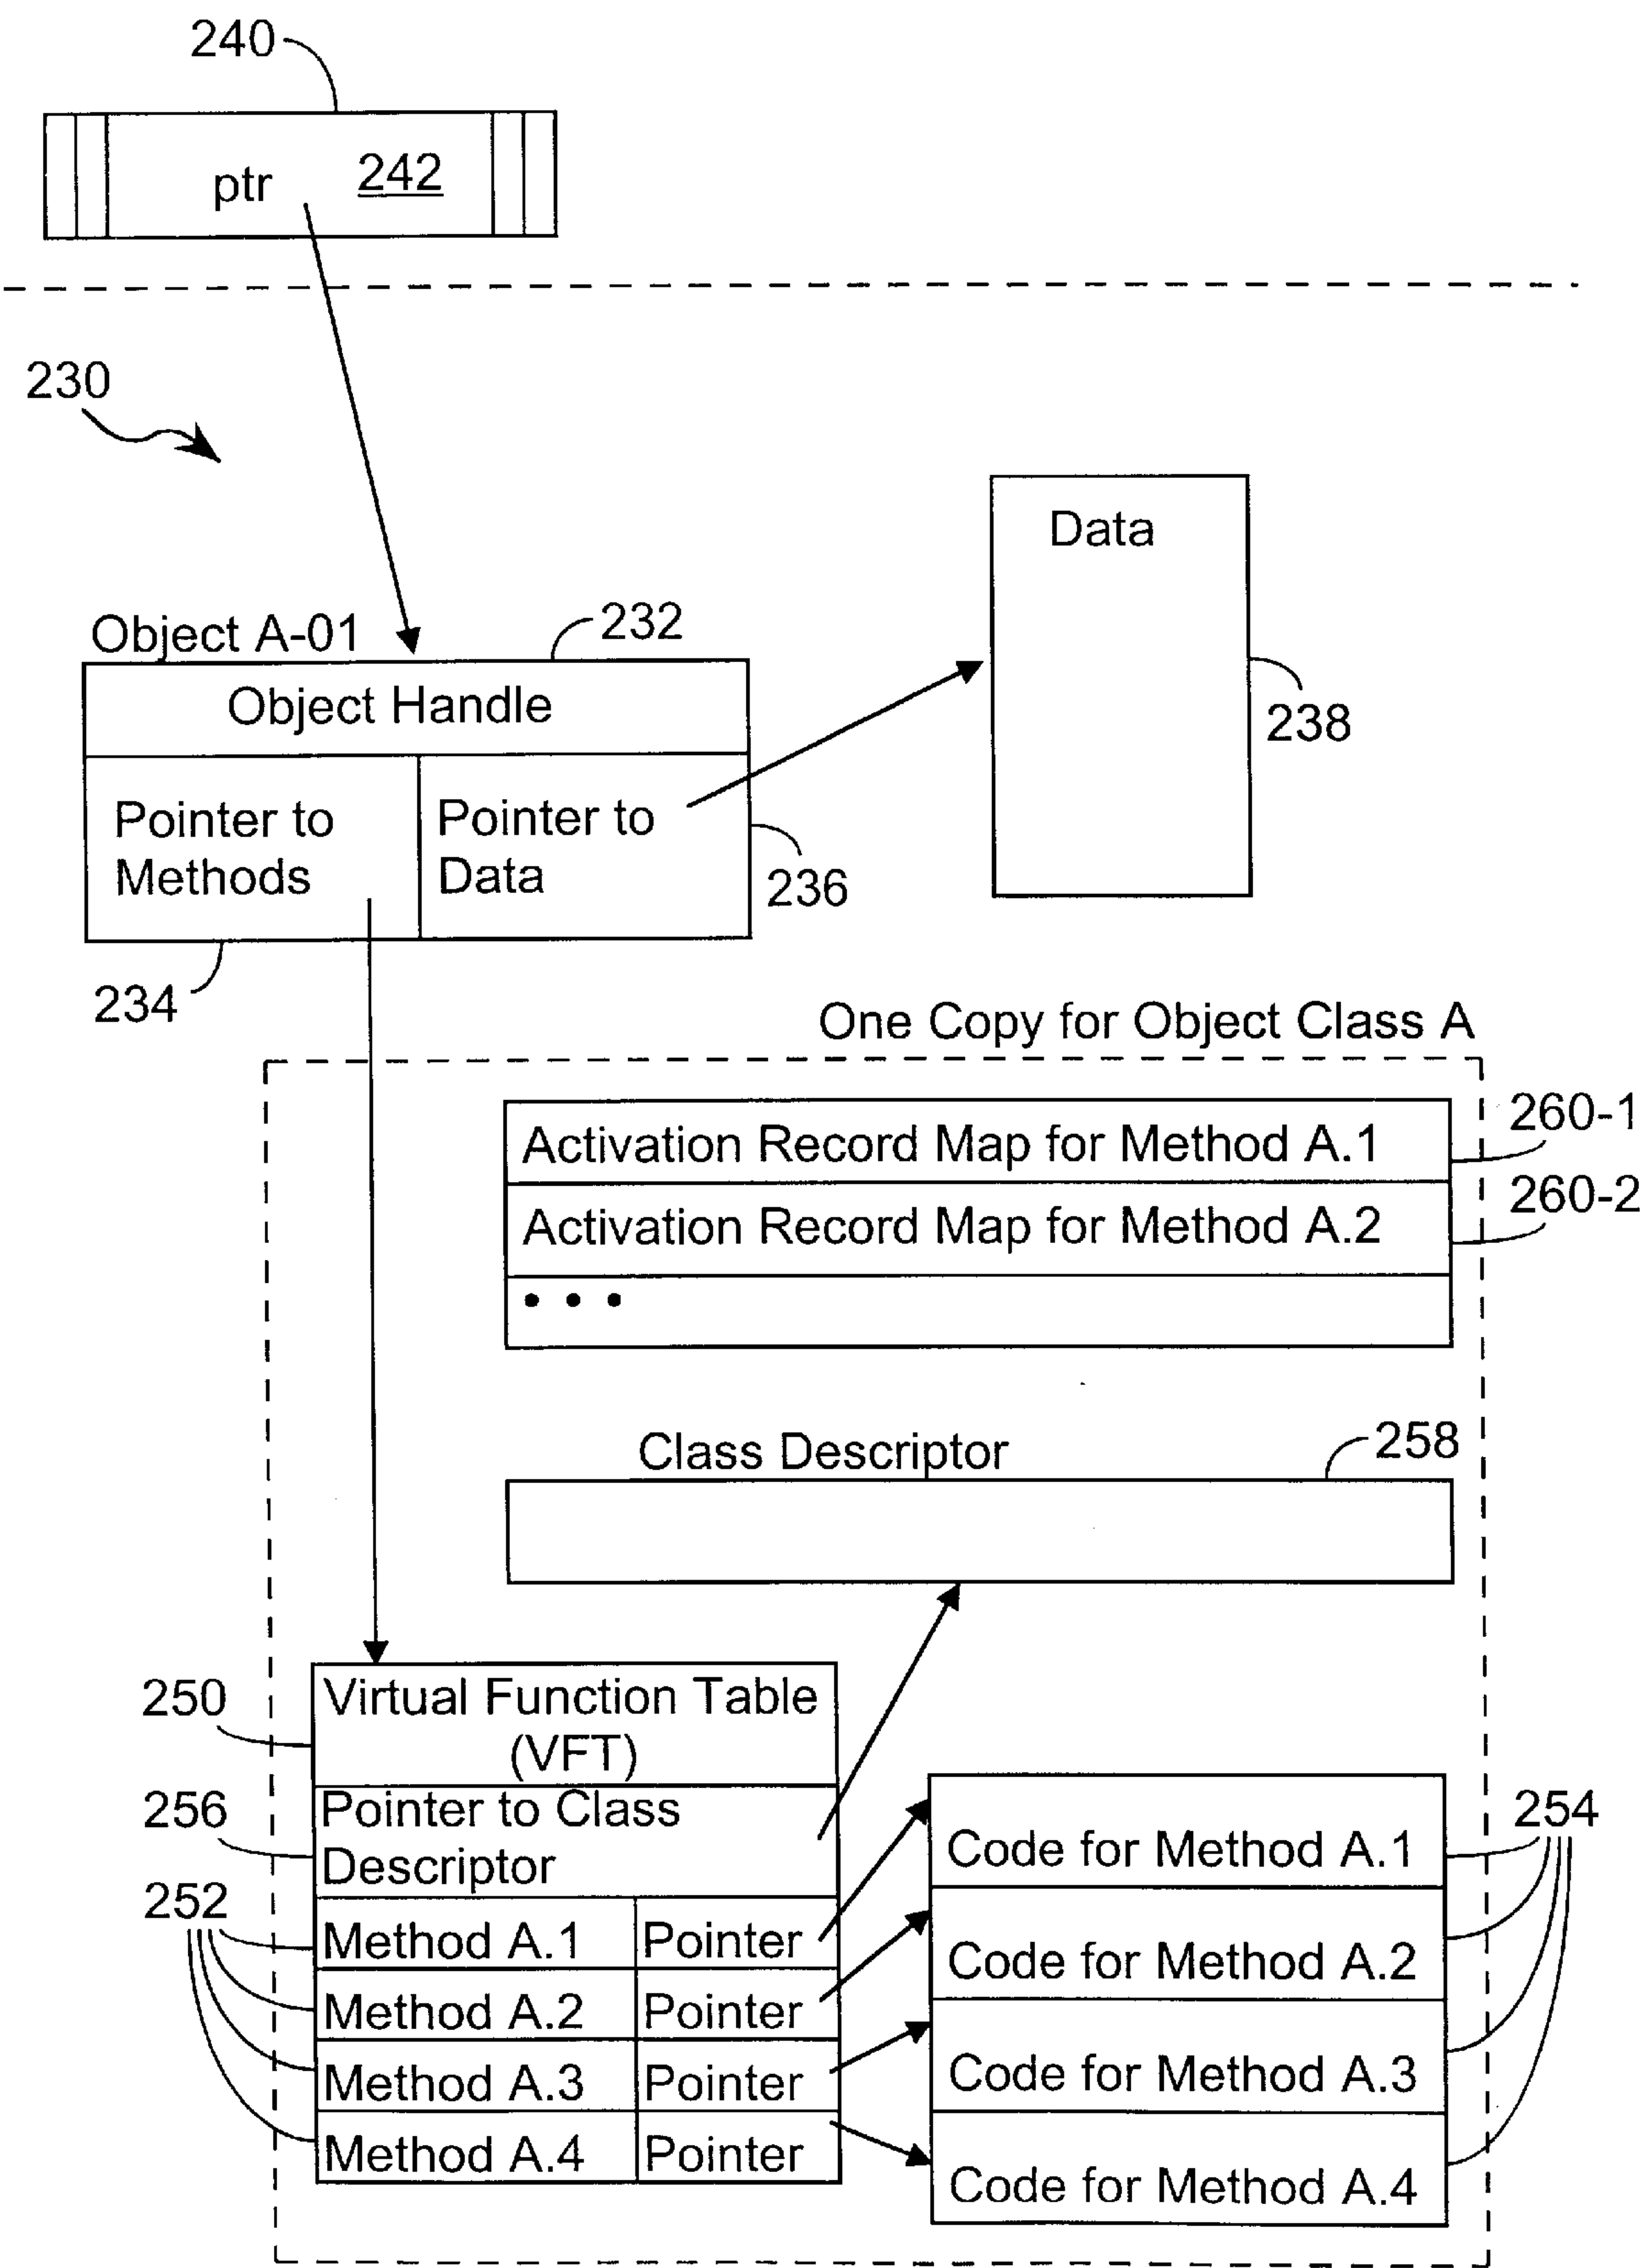 240
ptr 242
230
Object A-01
232
Object Handle
Pointer to
Methods
Pointer to
Data
234
236
Data
238
One Copy for Object Class A
Activation Record Map for Method A.1
260-1
Activation Record Map for Method A.2
260-2
• • •
Class Descriptor
258
250
Virtual Function Table
(VFT)
256
Pointer to Class
Descriptor
252
Method A.1 Pointer
Method A.2 Pointer
Method A.3 Pointer
Method A.4 Pointer
254
Code for Method A.1
Code for Method A.2
Code for Method A.3
Code for Method A.4